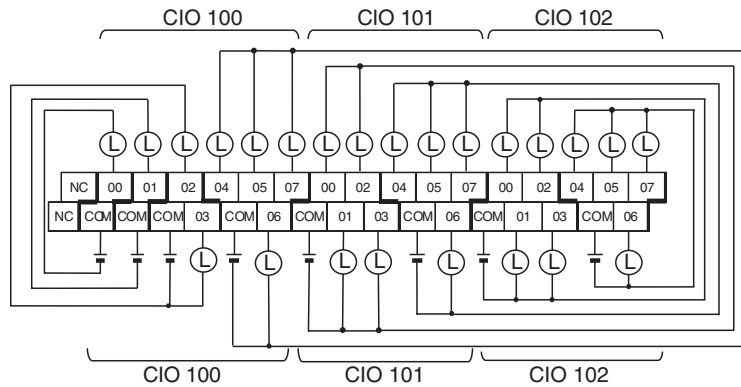 CIO 100 CIO 101 CIO 102
L L L L L L L L L L L L L L L L
NC 00 01 02 04 05 07 00 02 04 05 07 00 02 04 05 07
NC COM COM COM 03 COM 06 COM 01 03 COM 06 COM 01 03 COM 06
L L L L L L L L
CIO 100 CIO 101 CIO 102